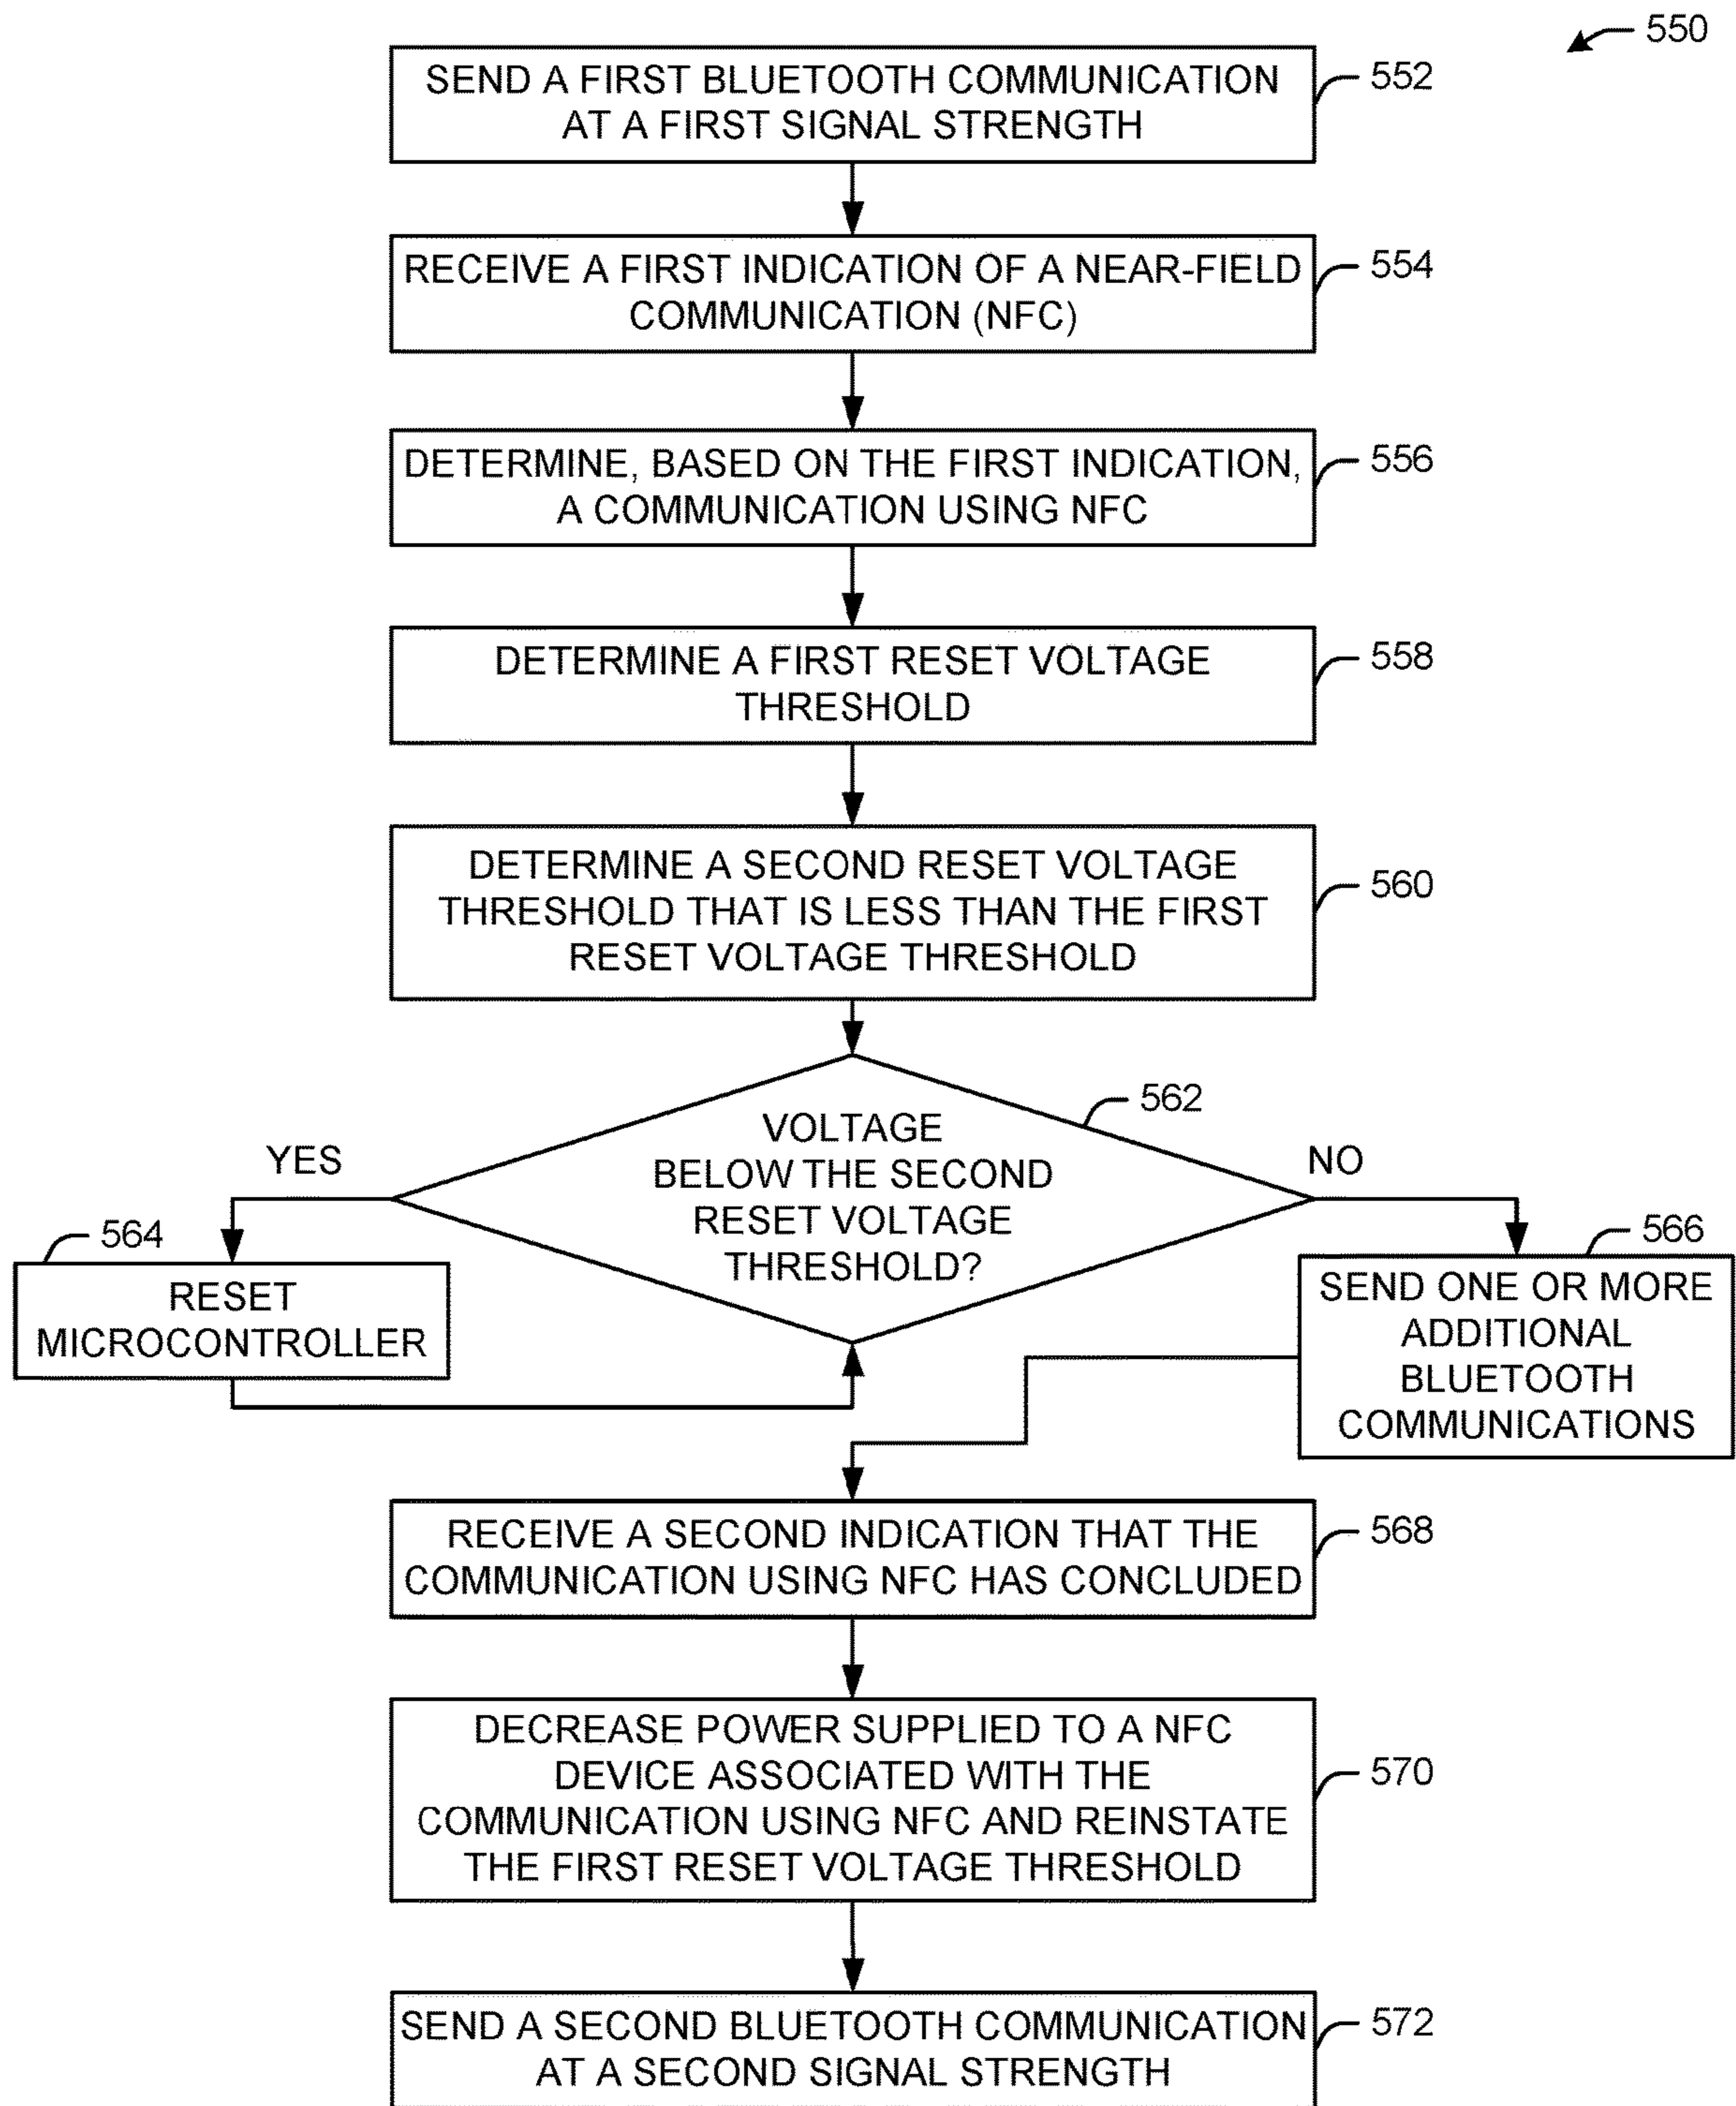 550
SEND A FIRST BLUETOOTH COMMUNICATION
AT A FIRST SIGNAL STRENGTH
552
RECEIVE A FIRST INDICATION OF A NEAR-FIELD
COMMUNICATION (NFC)
554
DETERMINE, BASED ON THE FIRST INDICATION,
A COMMUNICATION USING NFC
556
DETERMINE A FIRST RESET VOLTAGE
THRESHOLD
558
DETERMINE A SECOND RESET VOLTAGE
THRESHOLD THAT IS LESS THAN THE FIRST
RESET VOLTAGE THRESHOLD
560
VOLTAGE
BELOW THE SECOND
RESET VOLTAGE
THRESHOLD?
562
YES
NO
564
RESET
MICROCONTROLLER
566
SEND ONE OR MORE
ADDITIONAL
BLUETOOTH
COMMUNICATIONS
RECEIVE A SECOND INDICATION THAT THE
COMMUNICATION USING NFC HAS CONCLUDED
568
DECREASE POWER SUPPLIED TO A NFC
DEVICE ASSOCIATED WITH THE
COMMUNICATION USING NFC AND REINSTATE
THE FIRST RESET VOLTAGE THRESHOLD
570
SEND A SECOND BLUETOOTH COMMUNICATION
AT A SECOND SIGNAL STRENGTH
572